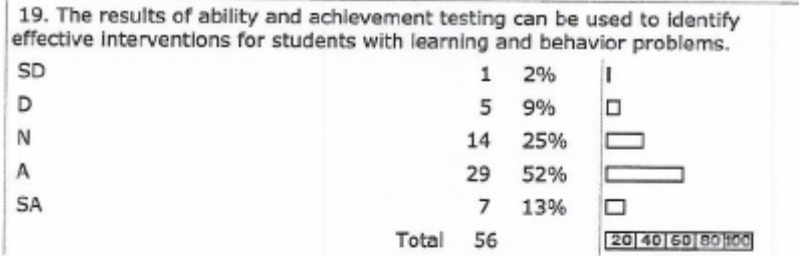 19. The results of ability and achievement testing can be used to identify
effective interventions for students with learning and behavior problems.
SD 1 2%
D 5 9%
N 14 25%
A 29 52%
SA 7 13%
Total 56 20 40 60 80 100